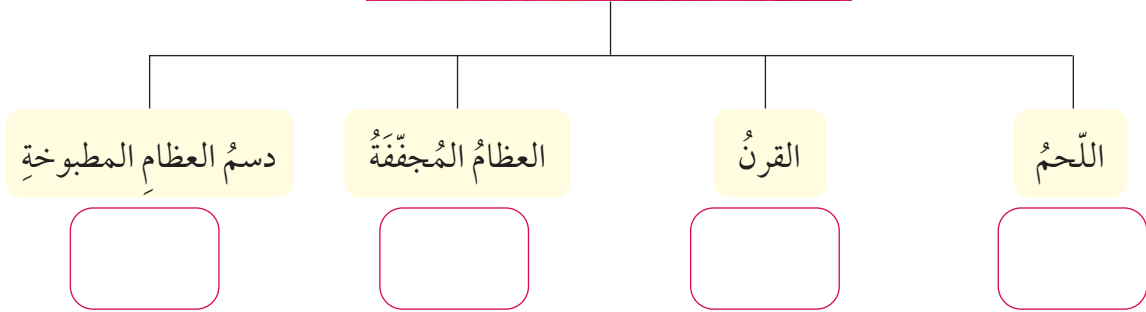 اللّحمُ
القرنُ
العظامُ المُجفّفَةُ
دسمُ العظامِ المطبوخةِ